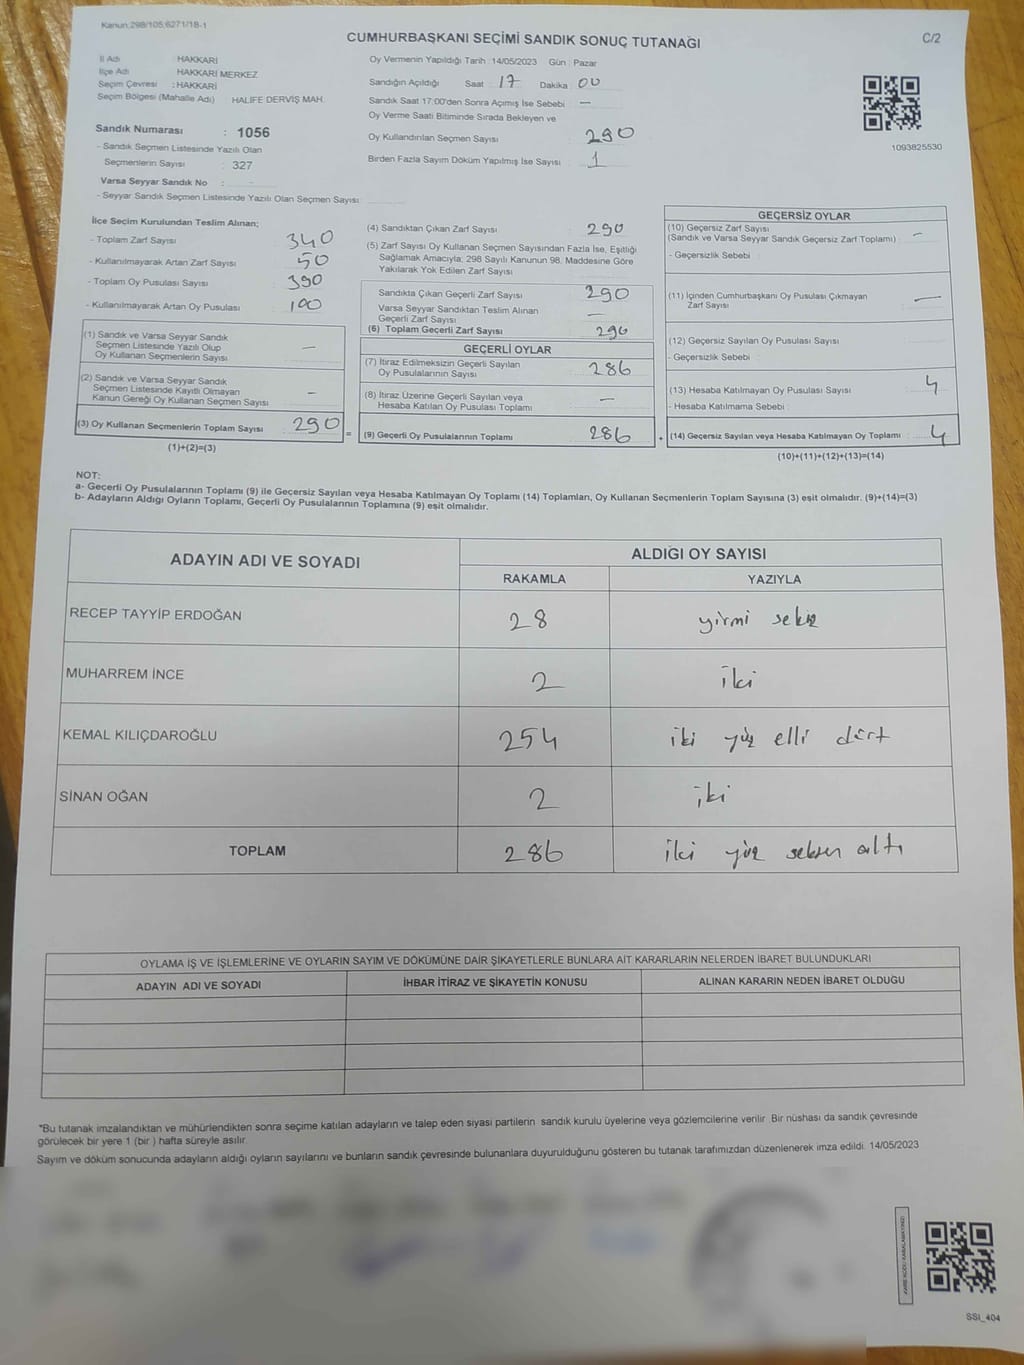 Kanun:298/105;6271/18-1
C/2
CUMHURBAŞKANI SEÇİMİ SANDIK SONUÇ TUTANAĞI
İl Adı : HAKKARİ
İlçe Adı HAKKARİ MERKEZ
Seçim Çevresi : HAKKARİ
Seçim Bölgesi (Mahalle Adı) : HALİFE DERVİŞ MAH.
Sandık Numarası : 1056
- Sandık Seçmen Listesinde Yazılı Olan
Seçmenlerin Sayısı : 327
Varsa Seyyar Sandık No :
- Seyyar Sandık Seçmen Listesinde Yazılı Olan Seçmen Sayısı:
Oy Vermenin Yapıldığı Tarih : 14/05/2023 Gün : Pazar
Sandığın Açıldığı Saat : 17 Dakika : 00
Sandık Saat 17:00'den Sonra Açımış İse Sebebi : —
Oy Verme Saati Bitiminde Sırada Bekleyen ve
Oy Kullandırılan Seçmen Sayısı 290
Birden Fazla Sayım Döküm Yapılmış İse Sayısı : 1
1093825530
İlçe Seçim Kurulundan Teslim Alınan;
- Toplam Zarf Sayısı 340
- Kullanılmayarak Artan Zarf Sayısı : 50
- Toplam Oy Pusulası Sayısı 390
- Kullanılmayarak Artan Oy Pusulası : 100
(1) Sandık ve Varsa Seyyar Sandık
Seçmen Listesinde Yazılı Olup
Oy Kullanan Seçmenlerin Sayısı —
(2) Sandık ve Varsa Seyyar Sandık
Seçmen Listesinde Kayıtlı Olmayan
Kanun Gereği Oy Kullanan Seçmen Sayısı : —
(3) Oy Kullanan Seçmenlerin Toplam Sayısı : 290
(1)+(2)=(3)
(4) Sandıktan Çıkan Zarf Sayısı : 290
(5) Zarf Sayısı Oy Kullanan Seçmen Sayısından Fazla İse, Eşitliği
Sağlamak Amacıyla; 298 Sayılı Kanunun 98. Maddesine Göre
Yakılarak Yok Edilen Zarf Sayısı :
Sandıkta Çıkan Geçerli Zarf Sayısı : 290
Varsa Seyyar Sandıktan Teslim Alınan
Geçerli Zarf Sayısı —
(6) Toplam Geçerli Zarf Sayısı : 290
GEÇERLİ OYLAR
(7) İtiraz Edilmeksizin Geçerli Sayılan
Oy Pusulalarının Sayısı : 286
(8) İtiraz Üzerine Geçerli Sayılan veya
Hesaba Katılan Oy Pusulası Toplamı : —
= (9) Geçerli Oy Pusulalarının Toplamı : 286
GEÇERSİZ OYLAR
(10) Geçersiz Zarf Sayısı
(Sandık ve Varsa Seyyar Sandık Geçersiz Zarf Toplamı) : —
- Geçersizlik Sebebi :
(11) İçinden Cumhurbaşkanı Oy Pusulası Çıkmayan
Zarf Sayısı : —
(12) Geçersiz Sayılan Oy Pusulası Sayısı :
- Geçersizlik Sebebi :
(13) Hesaba Katılmayan Oy Pusulası Sayısı : 4
- Hesaba Katılmama Sebebi :
+ (14) Geçersiz Sayılan veya Hesaba Katılmayan Oy Toplamı : 4
(10)+(11)+(12)+(13)=(14)
NOT:
a- Geçerli Oy Pusulalarının Toplamı (9) ile Geçersiz Sayılan veya Hesaba Katılmayan Oy Toplamı (14) Toplamları, Oy Kullanan Seçmenlerin Toplam Sayısına (3) eşit olmalıdır. (9)+(14)=(3)
b- Adayların Aldığı Oyların Toplamı, Geçerli Oy Pusulalarının Toplamına (9) eşit olmalıdır.
ADAYIN ADI VE SOYADI ALDIĞI OY SAYISI
RAKAMLA YAZIYLA
RECEP TAYYİP ERDOĞAN 28 yirmi sekiz
MUHARREM İNCE 2 iki
KEMAL KILIÇDAROĞLU 254 iki yüz elli dört
SİNAN OĞAN 2 iki
TOPLAM 286 iki yüz seksen altı
OYLAMA İŞ VE İŞLEMLERİNE VE OYLARIN SAYIM VE DÖKÜMÜNE DAİR ŞİKAYETLERLE BUNLARA AİT KARARLARIN NELERDEN İBARET BULUNDUKLARI
ADAYIN ADI VE SOYADI İHBAR İTİRAZ VE ŞİKAYETİN KONUSU ALINAN KARARIN NEDEN İBARET OLDUĞU
*Bu tutanak imzalandıktan ve mühürlendikten sonra seçime katılan adayların ve talep eden siyasi partilerin sandık kurulu üyelerine veya gözlemcilerine verilir. Bir nüshası da sandık çevresinde
görülecek bir yere 1 (bir ) hafta süreyle asılır.
Sayım ve döküm sonucunda adayların aldığı oyların sayılarını ve bunların sandık çevresinde bulunanlara duyurulduğunu gösteren bu tutanak tarafımızdan düzenlenerek imza edildi. 14/05/2023
KARE KODU KARALAMAYINIZ!
SSI_404